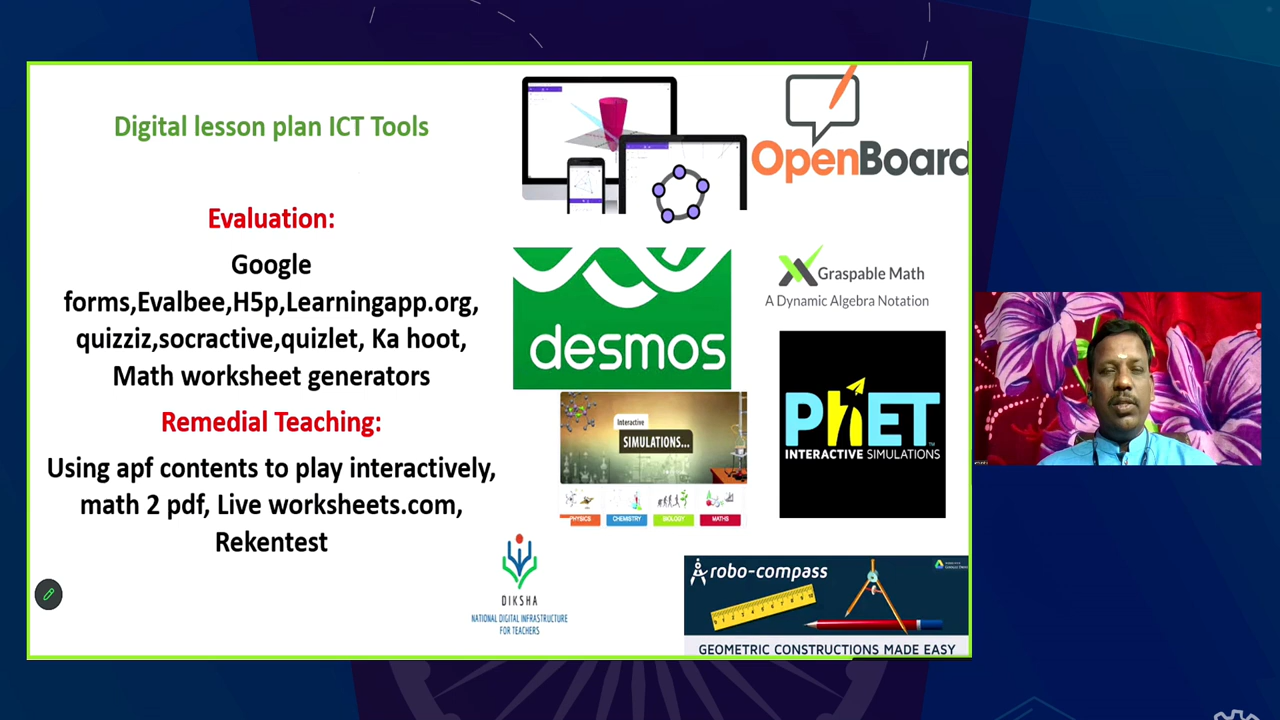 Digital lesson plan ICT Tools
Evaluation:
Google
forms,Evalbee,H5p,Learningapp.org,
quizziz,socractive,quizlet, Ka hoot,
Math worksheet generators
Remedial Teaching:
Using apf contents to play interactively,
math 2 pdf, Live worksheets.com,
Rekentest
OpenBoard
desmos
Graspable Math
A Dynamic Algebra Notation
Interactive
SIMULATIONS...
PHYSICS
CHEMISTRY
BIOLOGY
MATHS
PhET
INTERACTIVE SIMULATIONS
DIKSHA
NATIONAL DIGITAL INFRASTRUCTURE
FOR TEACHERS
robo-compass
GEOMETRIC CONSTRUCTIONS MADE EASY